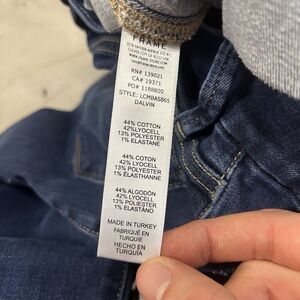 FRAME
RN# 139021
CA# 19371
PO# 1188800
STYLE: LCMBAS865
DALVIN
44% COTTON
42% LYOCELL
13% POLYESTER
1% ELASTANE
44% COTON
42% LYOCELL
13% POLYESTER
1% ELASTHANNE
44% ALGODÓN
42% LYOCELL
13% POLIESTER
1% ELASTANO
MADE IN TURKEY
FABRIQUÉ EN
TURQUIE
HECHO EN
TURQUÍA